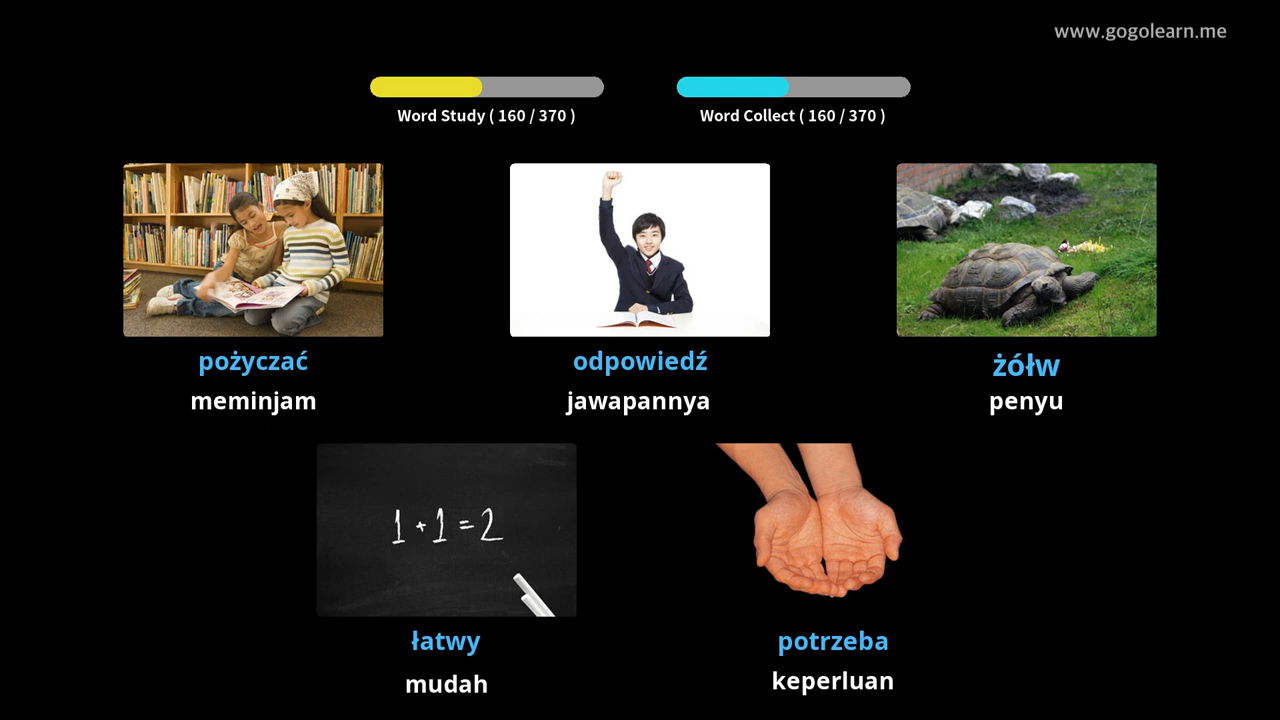 www.gogolearn.me
Word Study ( 160 / 370 )
Word Collect ( 160 / 370 )
pożyczać
meminjam
odpowiedź
jawapannya
żółw
penyu
1 + 1 = 2
łatwy
mudah
potrzeba
keperluan